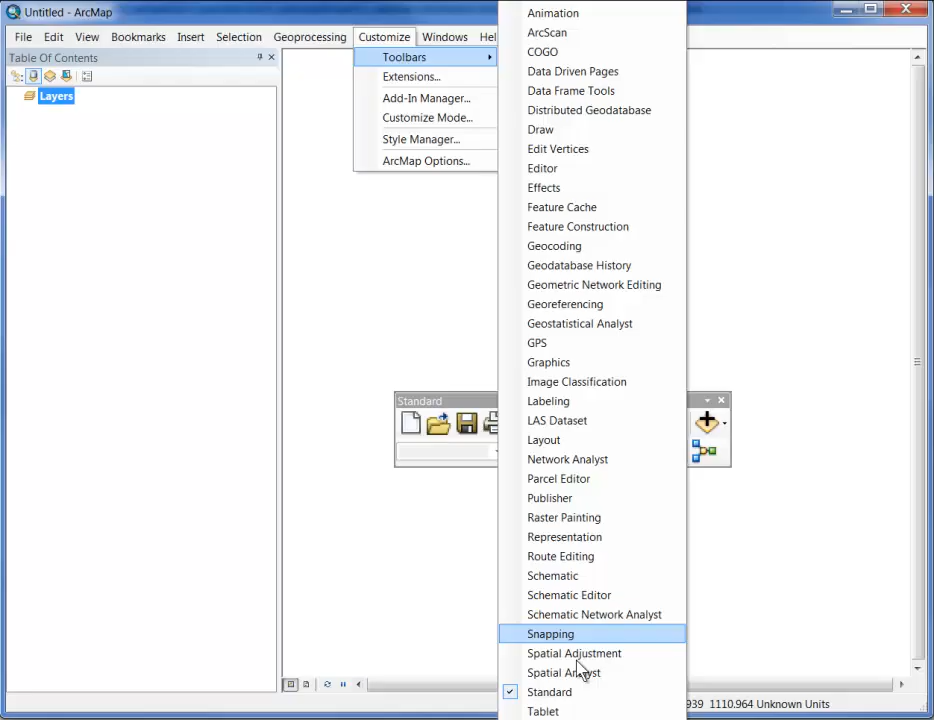 Untitled - ArcMap
File Edit View Bookmarks Insert Selection Geoprocessing Customize Windows Hel
Table Of Contents
Layers
Toolbars
Extensions...
Add-In Manager...
Customize Mode...
Style Manager...
ArcMap Options...
Animation
ArcScan
COGO
Data Driven Pages
Data Frame Tools
Distributed Geodatabase
Draw
Edit Vertices
Editor
Effects
Feature Cache
Feature Construction
Geocoding
Geodatabase History
Geometric Network Editing
Georeferencing
Geostatistical Analyst
GPS
Graphics
Image Classification
Labeling
LAS Dataset
Layout
Network Analyst
Parcel Editor
Publisher
Raster Painting
Representation
Route Editing
Schematic
Schematic Editor
Schematic Network Analyst
Snapping
Spatial Adjustment
Spatial Analyst
Standard
Tablet
Standard
939 1110.964 Unknown Units